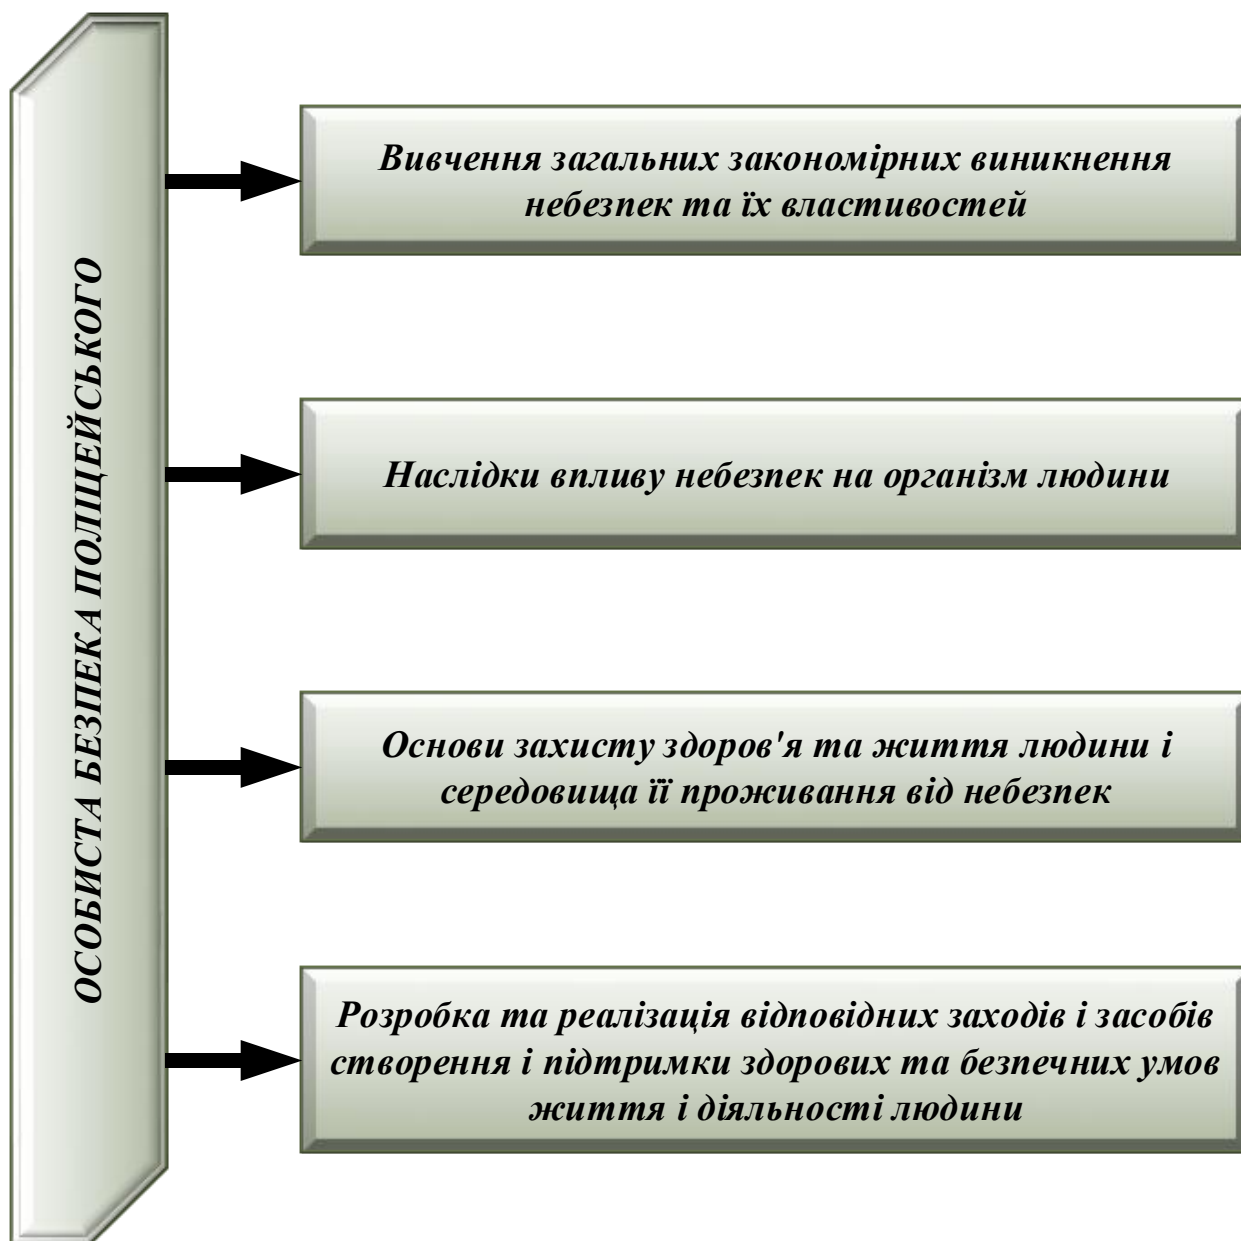 ОСОБИСТА БЕЗПЕКА ПОЛІЦЕЙСЬКОГО
Вивчення загальних закономірних виникнення
небезпек та їх властивостей
Наслідки впливу небезпек на організм людини
Основи захисту здоров'я та життя людини і
середовища її проживання від небезпек
Розробка та реалізація відповідних заходів і засобів
створення і підтримки здорових та безпечних умов
життя і діяльності людини